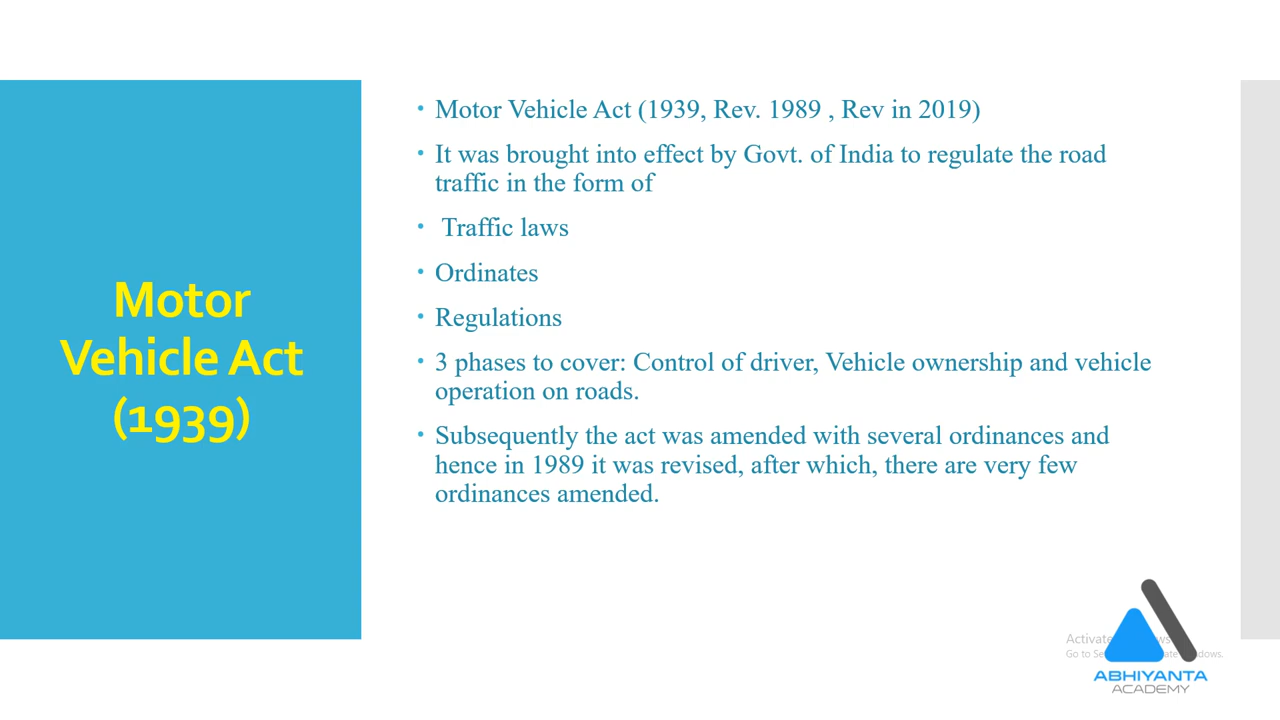 Motor
Vehicle Act
(1939)
• Motor Vehicle Act (1939, Rev. 1989 , Rev in 2019)
• It was brought into effect by Govt. of India to regulate the road
traffic in the form of
• Traffic laws
• Ordinates
• Regulations
• 3 phases to cover: Control of driver, Vehicle ownership and vehicle
operation on roads.
• Subsequently the act was amended with several ordinances and
hence in 1989 it was revised, after which, there are very few
ordinances amended.
Activate
Go to
ABHIYANTA
ACADEMY